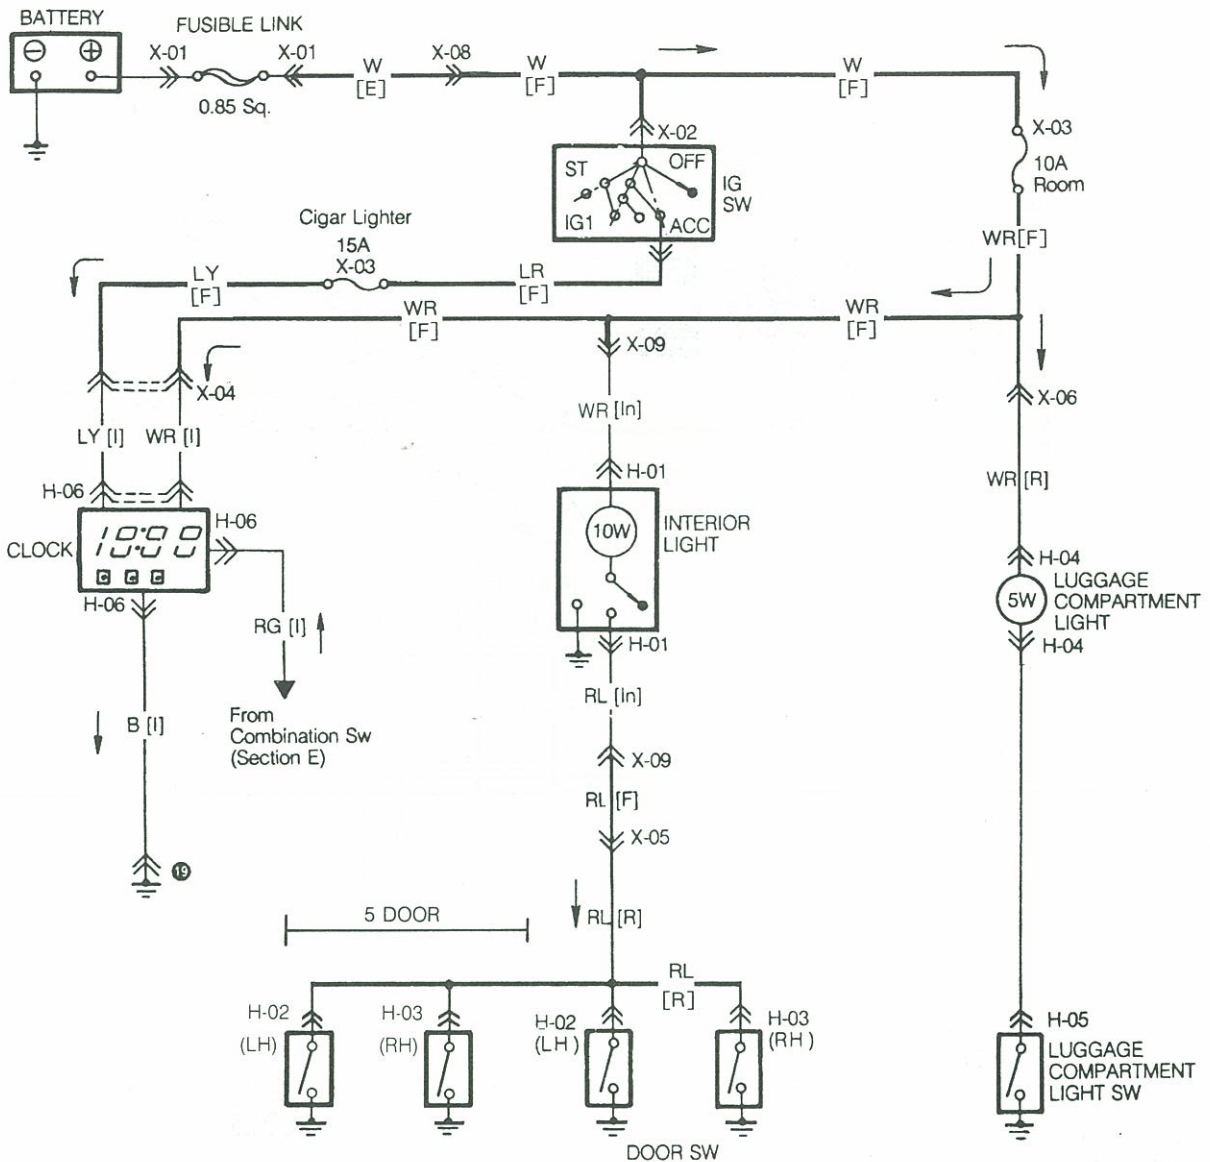 BATTERY
FUSIBLE LINK
X-01
X-01
X-08
W
[E]
W
[F]
W
[F]
0.85 Sq.
X-02
X-03
10A
Room
ST
OFF
IG
SW
IG1
ACC
Cigar Lighter
15A
X-03
WR[F]
LY
[F]
LR
[F]
WR
[F]
WR
[F]
X-09
X-04
X-06
WR [In]
LY [I]
WR [I]
H-01
WR [R]
H-06
H-06
CLOCK
18:88
10W
INTERIOR
LIGHT
H-04
LUGGAGE
COMPARTMENT
LIGHT
5W
H-06
H-01
H-04
RG [I]
RL [In]
From
Combination Sw
(Section E)
B [I]
X-09
RL [F]
X-05
19
5 DOOR
RL [R]
RL
[R]
H-02
(LH)
H-03
(RH)
H-02
(LH)
H-03
(RH)
H-05
LUGGAGE
COMPARTMENT
LIGHT SW
DOOR SW